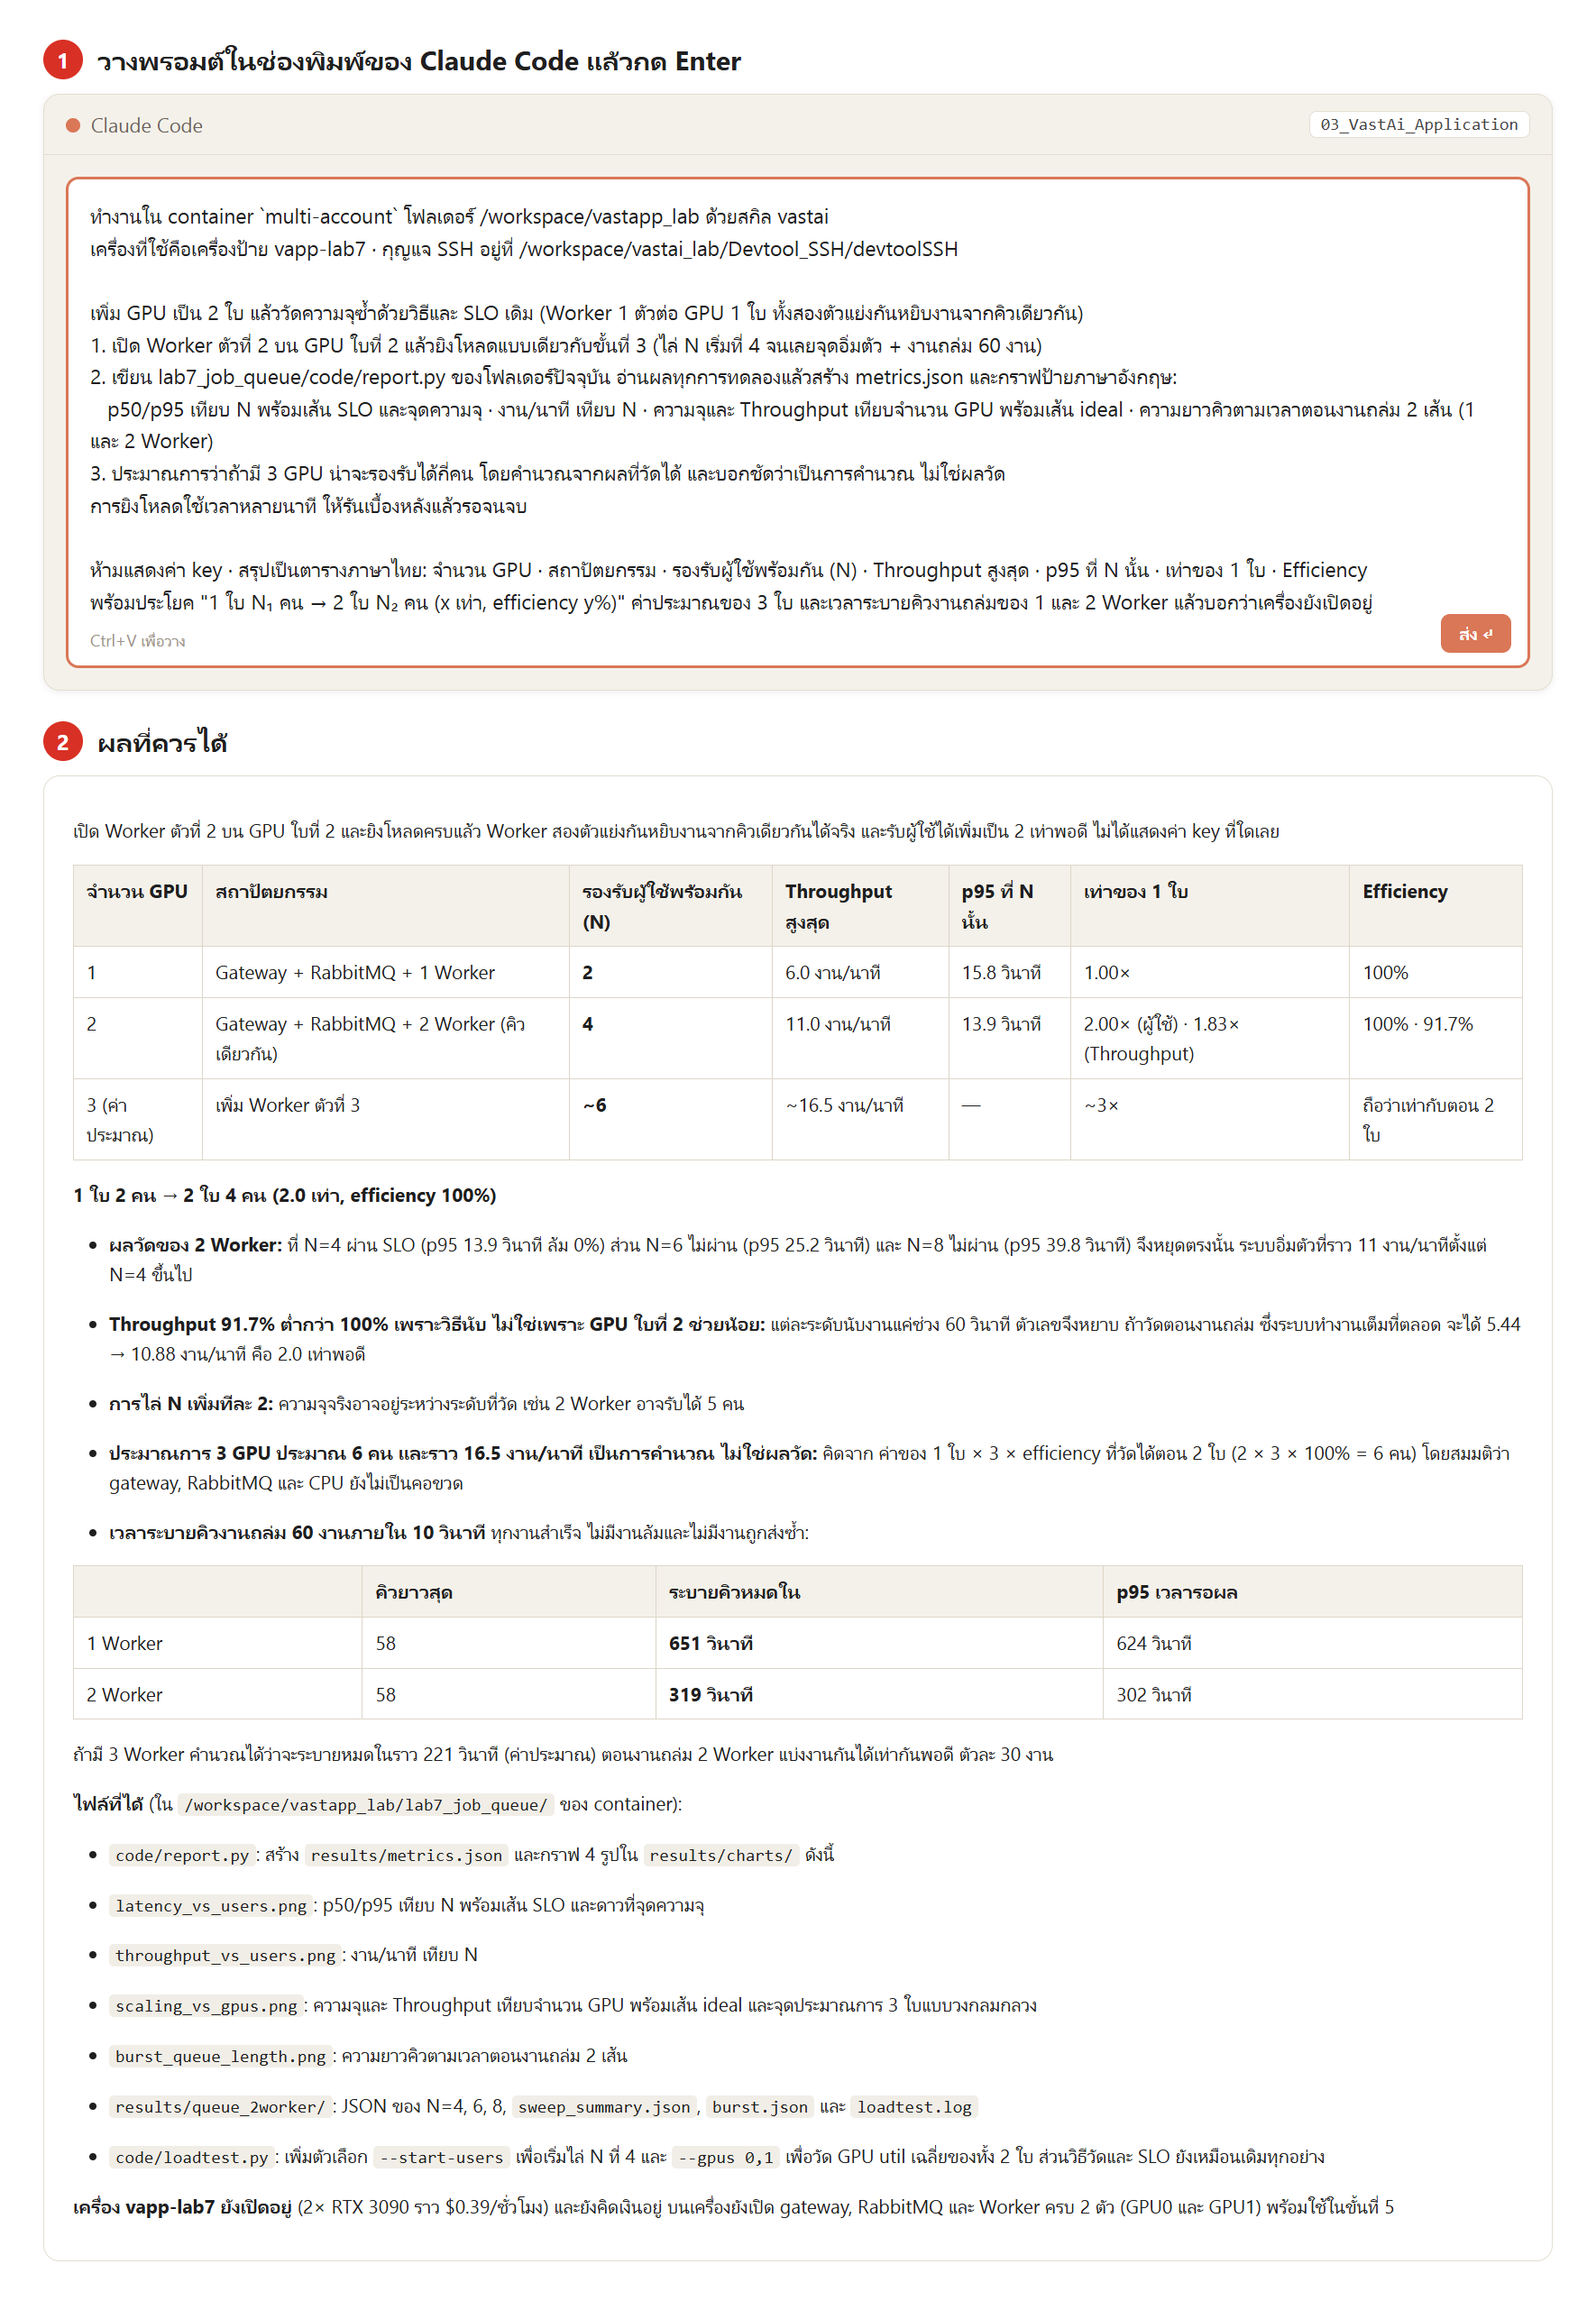 1 วางพรอมต์ในช่องพิมพ์ของ Claude Code แล้วกด Enter
Claude Code
03_VastAi_Application
ทำงานใน container `multi-account` โฟลเดอร์ /workspace/vastapp_lab ด้วยสกิล vastai
เครื่องที่ใช้คือเครื่องป้าย vapp-lab7 · กุญแจ SSH อยู่ที่ /workspace/vastai_lab/Devtool_SSH/devtoolSSH
เพิ่ม GPU เป็น 2 ใบ แล้ววัดความจุซ้ำด้วยวิธีและ SLO เดิม (Worker 1 ตัวต่อ GPU 1 ใบ ทั้งสองตัวแย่งกันหยิบงานจากคิวเดียวกัน)
1. เปิด Worker ตัวที่ 2 บน GPU ใบที่ 2 แล้วยิงโหลดแบบเดียวกับขั้นที่ 3 (ไล่ N เริ่มที่ 4 จนเลยจุดอิ่มตัว + งานถล่ม 60 งาน)
2. เขียน lab7_job_queue/code/report.py ของโฟลเดอร์ปัจจุบัน อ่านผลทุกการทดลองแล้วสร้าง metrics.json และกราฟป้ายภาษาอังกฤษ:
p50/p95 เทียบ N พร้อมเส้น SLO และจุดความจุ · งาน/นาที เทียบ N · ความจุและ Throughput เทียบจำนวน GPU พร้อมเส้น ideal · ความยาวคิวตามเวลาตอนงานถล่ม 2 เส้น (1
และ 2 Worker)
3. ประมาณการว่าถ้ามี 3 GPU น่าจะรองรับได้กี่คน โดยคำนวณจากผลที่วัดได้ และบอกชัดว่าเป็นการคำนวณ ไม่ใช่ผลวัด
การยิงโหลดใช้เวลาหลายนาที ให้รันเบื้องหลังแล้วรอจนจบ
ห้ามแสดงค่า key · สรุปเป็นตารางภาษาไทย: จำนวน GPU · สถาปัตยกรรม · รองรับผู้ใช้พร้อมกัน (N) · Throughput สูงสุด · p95 ที่ N นั้น · เท่าของ 1 ใบ · Efficiency
พร้อมประโยค "1 ใบ N₁ คน → 2 ใบ N₂ คน (x เท่า, efficiency y%)" ค่าประมาณของ 3 ใบ และเวลาระบายคิวงานถล่มของ 1 และ 2 Worker แล้วบอกว่าเครื่องยังเปิดอยู่
Ctrl+V เพื่อวาง
ส่ง ↵
2 ผลที่ควรได้
เปิด Worker ตัวที่ 2 บน GPU ใบที่ 2 และยิงโหลดครบแล้ว Worker สองตัวแย่งกันหยิบงานจากคิวเดียวกันได้จริง และรับผู้ใช้ได้เพิ่มเป็น 2 เท่าพอดี ไม่ได้แสดงค่า key ที่ใดเลย
จำนวน GPU สถาปัตยกรรม รองรับผู้ใช้พร้อมกัน (N) Throughput สูงสุด p95 ที่ N นั้น เท่าของ 1 ใบ Efficiency
1 Gateway + RabbitMQ + 1 Worker 2 6.0 งาน/นาที 15.8 วินาที 1.00× 100%
2 Gateway + RabbitMQ + 2 Worker (คิวเดียวกัน) 4 11.0 งาน/นาที 13.9 วินาที 2.00× (ผู้ใช้) · 1.83× (Throughput) 100% · 91.7%
3 (ค่าประมาณ) เพิ่ม Worker ตัวที่ 3 ~6 ~16.5 งาน/นาที — ~3× ถือว่าเท่ากับตอน 2 ใบ
1 ใบ 2 คน → 2 ใบ 4 คน (2.0 เท่า, efficiency 100%)
• ผลวัดของ 2 Worker: ที่ N=4 ผ่าน SLO (p95 13.9 วินาที ล้ม 0%) ส่วน N=6 ไม่ผ่าน (p95 25.2 วินาที) และ N=8 ไม่ผ่าน (p95 39.8 วินาที) จึงหยุดตรงนั้น ระบบอิ่มตัวที่ราว 11 งาน/นาทีตั้งแต่
N=4 ขึ้นไป
• Throughput 91.7% ต่ำกว่า 100% เพราะวิธีนับ ไม่ใช่เพราะ GPU ใบที่ 2 ช่วยน้อย: แต่ละระดับนับงานแค่ช่วง 60 วินาที ตัวเลขจึงหยาบ ถ้าวัดตอนงานถล่ม ซึ่งระบบทำงานเต็มที่ตลอด จะได้ 5.44
→ 10.88 งาน/นาที คือ 2.0 เท่าพอดี
• การไล่ N เพิ่มทีละ 2: ความจุจริงอาจอยู่ระหว่างระดับที่วัด เช่น 2 Worker อาจรับได้ 5 คน
• ประมาณการ 3 GPU ประมาณ 6 คน และราว 16.5 งาน/นาที เป็นการคำนวณ ไม่ใช่ผลวัด: คิดจาก ค่าของ 1 ใบ × 3 × efficiency ที่วัดได้ตอน 2 ใบ (2 × 3 × 100% = 6 คน) โดยสมมติว่า
gateway, RabbitMQ และ CPU ยังไม่เป็นคอขวด
• เวลาระบายคิวงานถล่ม 60 งานภายใน 10 วินาที ทุกงานสำเร็จ ไม่มีงานล้มและไม่มีงานถูกส่งซ้ำ:
คิวยาวสุด ระบายคิวหมดใน p95 เวลารอผล
1 Worker 58 651 วินาที 624 วินาที
2 Worker 58 319 วินาที 302 วินาที
ถ้ามี 3 Worker คำนวณได้ว่าจะระบายหมดในราว 221 วินาที (ค่าประมาณ) ตอนงานถล่ม 2 Worker แบ่งงานกันได้เท่ากันพอดี ตัวละ 30 งาน
ไฟล์ที่ได้ (ใน /workspace/vastapp_lab/lab7_job_queue/ ของ container):
• code/report.py: สร้าง results/metrics.json และกราฟ 4 รูปใน results/charts/ ดังนี้
• latency_vs_users.png: p50/p95 เทียบ N พร้อมเส้น SLO และดาวที่จุดความจุ
• throughput_vs_users.png: งาน/นาที เทียบ N
• scaling_vs_gpus.png: ความจุและ Throughput เทียบจำนวน GPU พร้อมเส้น ideal และจุดประมาณการ 3 ใบแบบวงกลมกลวง
• burst_queue_length.png: ความยาวคิวตามเวลาตอนงานถล่ม 2 เส้น
• results/queue_2worker/: JSON ของ N=4, 6, 8, sweep_summary.json, burst.json และ loadtest.log
• code/loadtest.py: เพิ่มตัวเลือก --start-users เพื่อเริ่มไล่ N ที่ 4 และ --gpus 0,1 เพื่อวัด GPU util เฉลี่ยของทั้ง 2 ใบ ส่วนวิธีวัดและ SLO ยังเหมือนเดิมทุกอย่าง
เครื่อง vapp-lab7 ยังเปิดอยู่ (2× RTX 3090 ราว $0.39/ชั่วโมง) และยังคิดเงินอยู่ บนเครื่องยังเปิด gateway, RabbitMQ และ Worker ครบ 2 ตัว (GPU0 และ GPU1) พร้อมใช้ในขั้นที่ 5